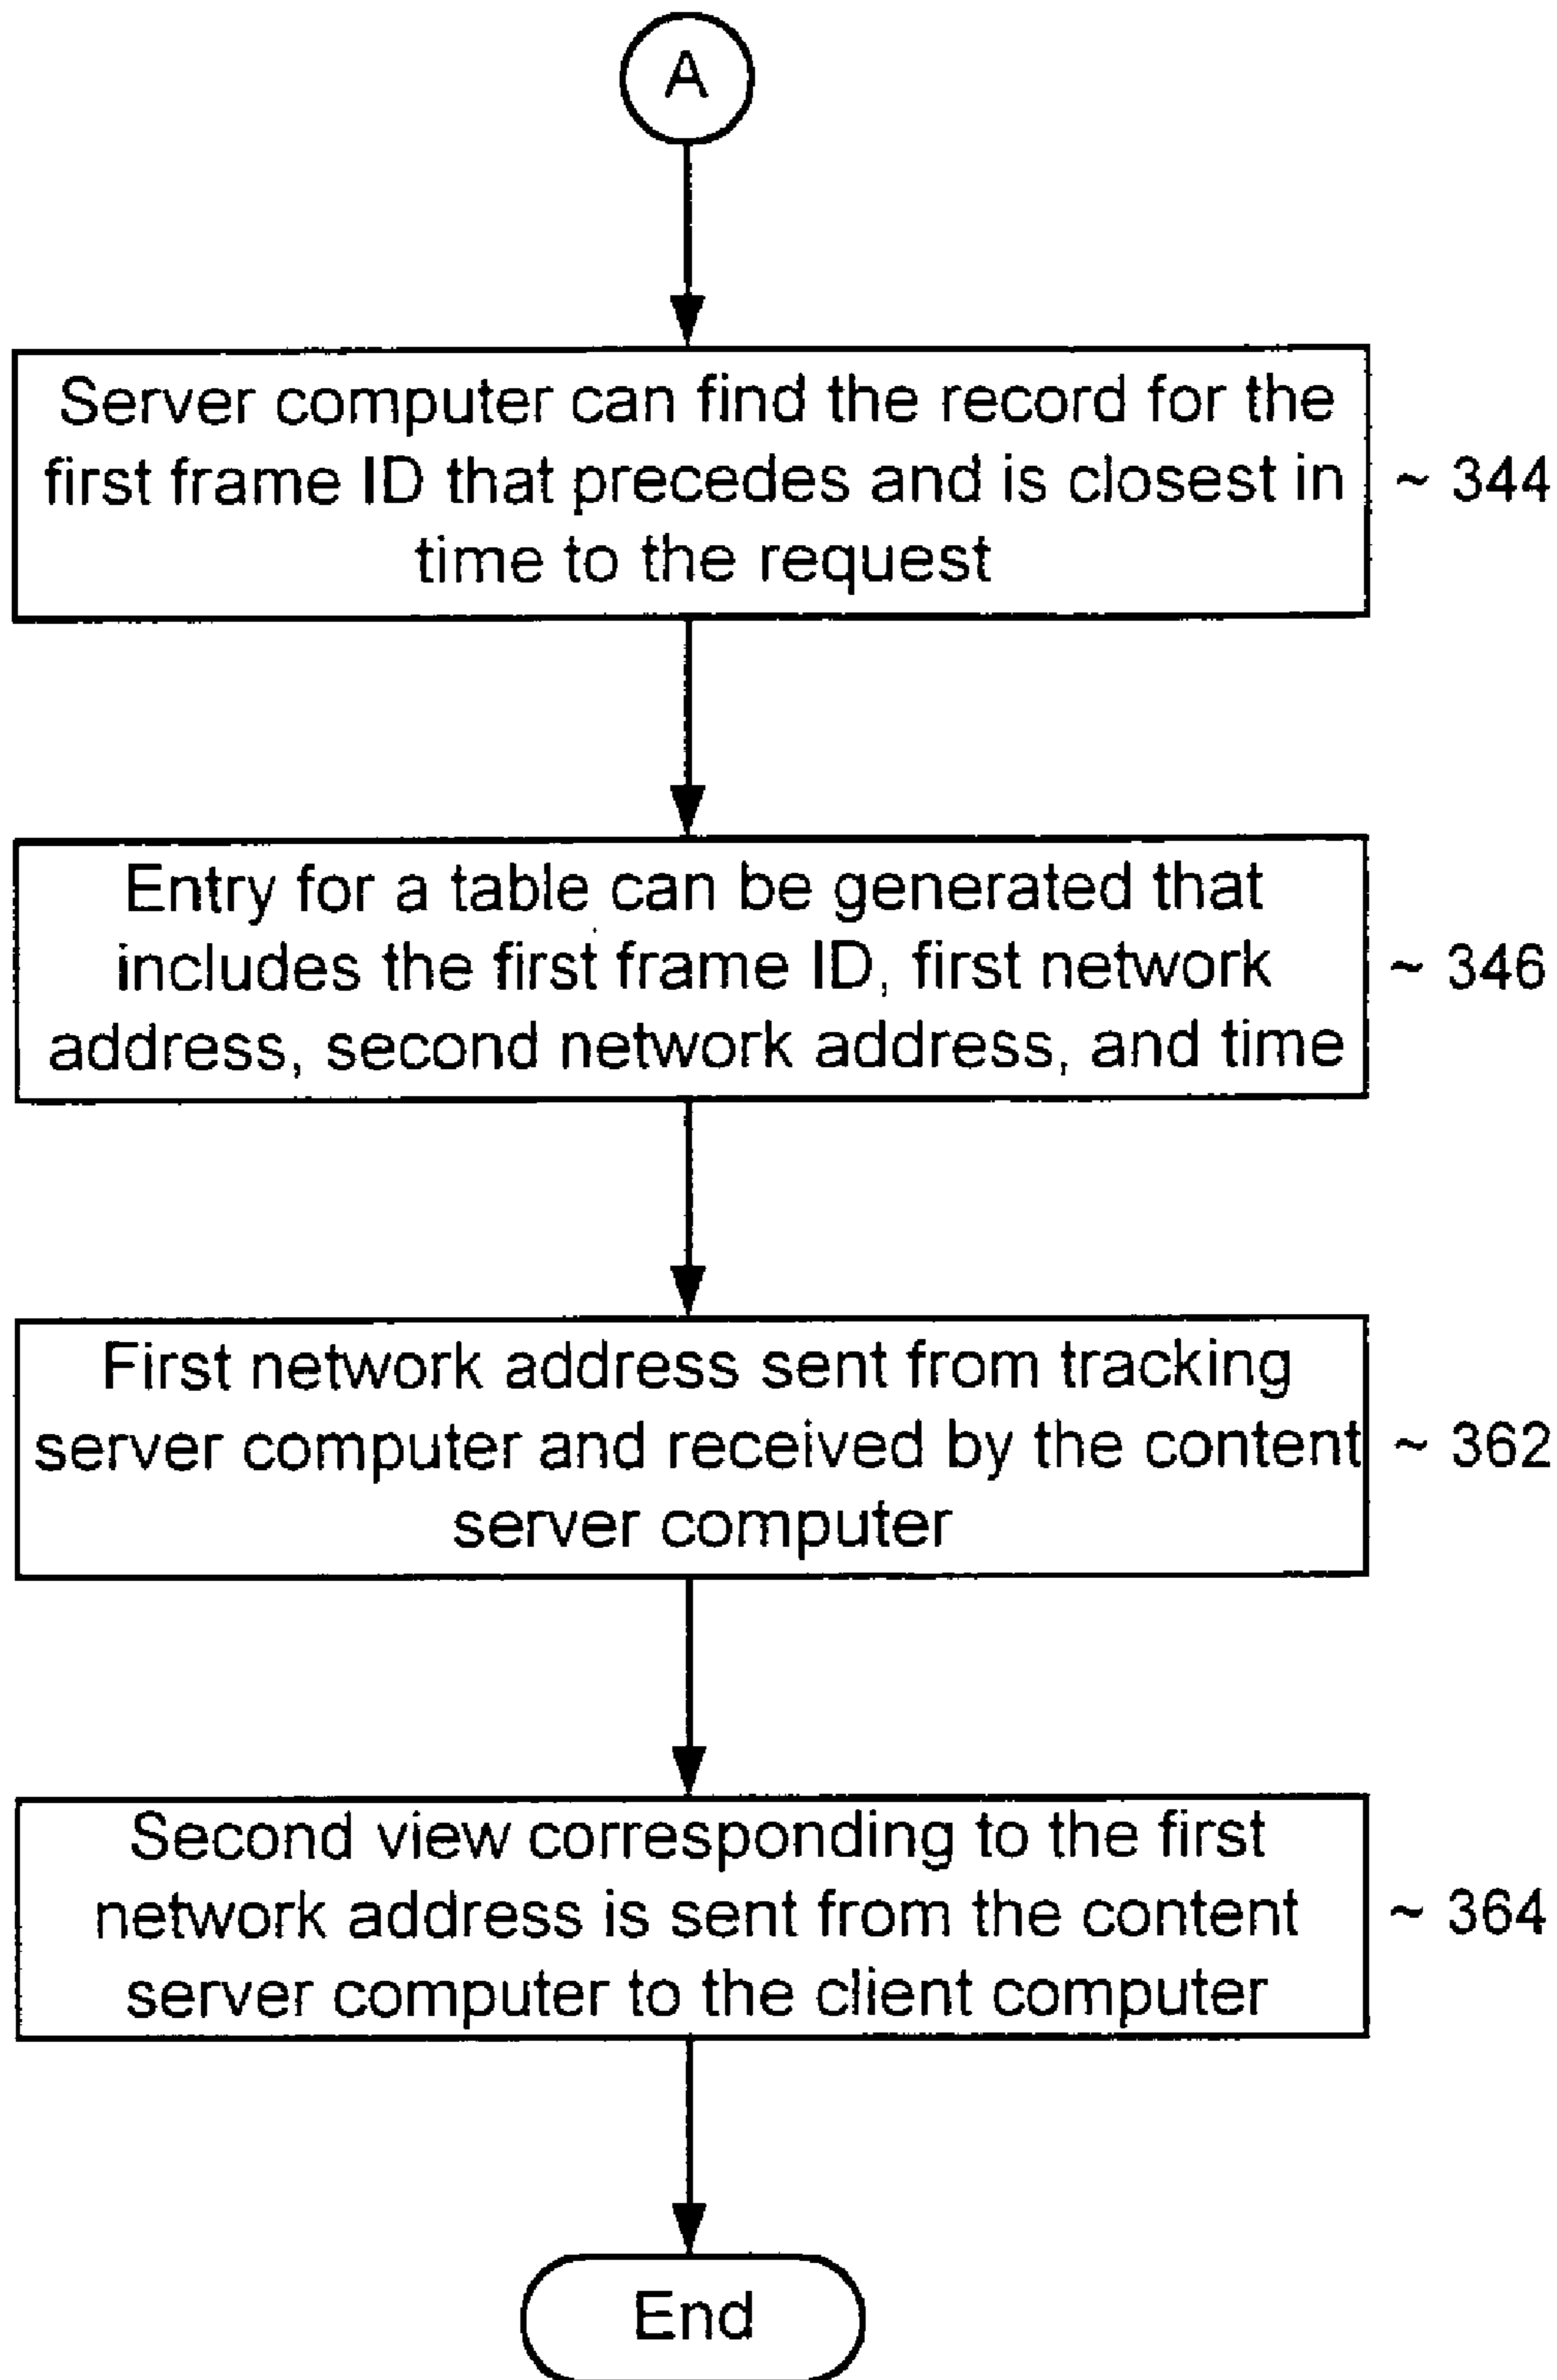 A
Server computer can find the record for the
first frame ID that precedes and is closest in
time to the request
~ 344
Entry for a table can be generated that
includes the first frame ID, first network
address, second network address, and time
~ 346
First network address sent from tracking
server computer and received by the content
server computer
~ 362
Second view corresponding to the first
network address is sent from the content
server computer to the client computer
~ 364
End